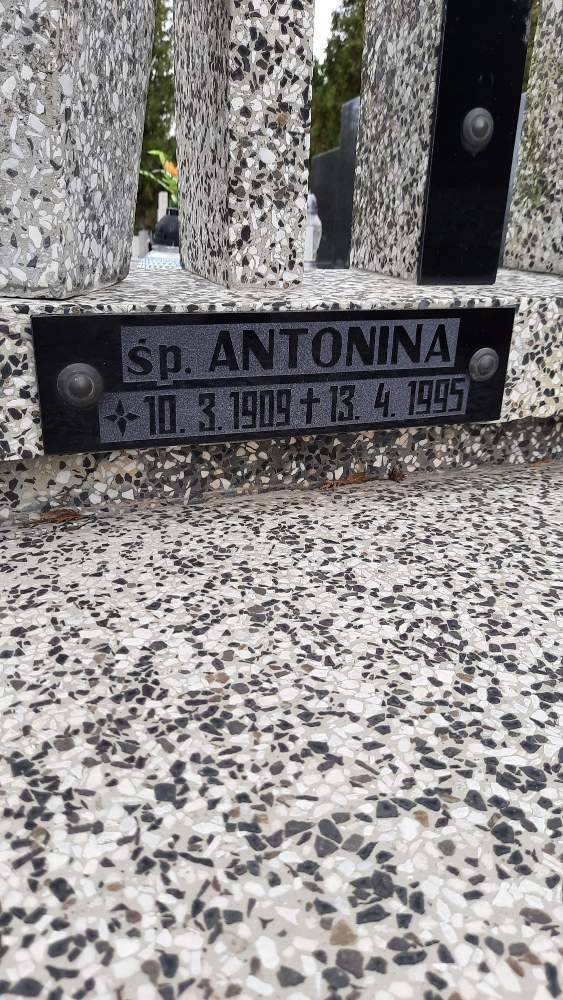 śp. ANTONINA
✦ 10. 3. 1909 ✝ 13. 4. 1995